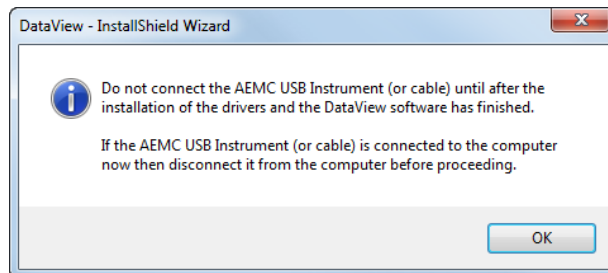 DataView - InstallShield Wizard
Do not connect the AEMC USB Instrument (or cable) until after the
installation of the drivers and the DataView software has finished.
If the AEMC USB Instrument (or cable) is connected to the computer
now then disconnect it from the computer before proceeding.
OK